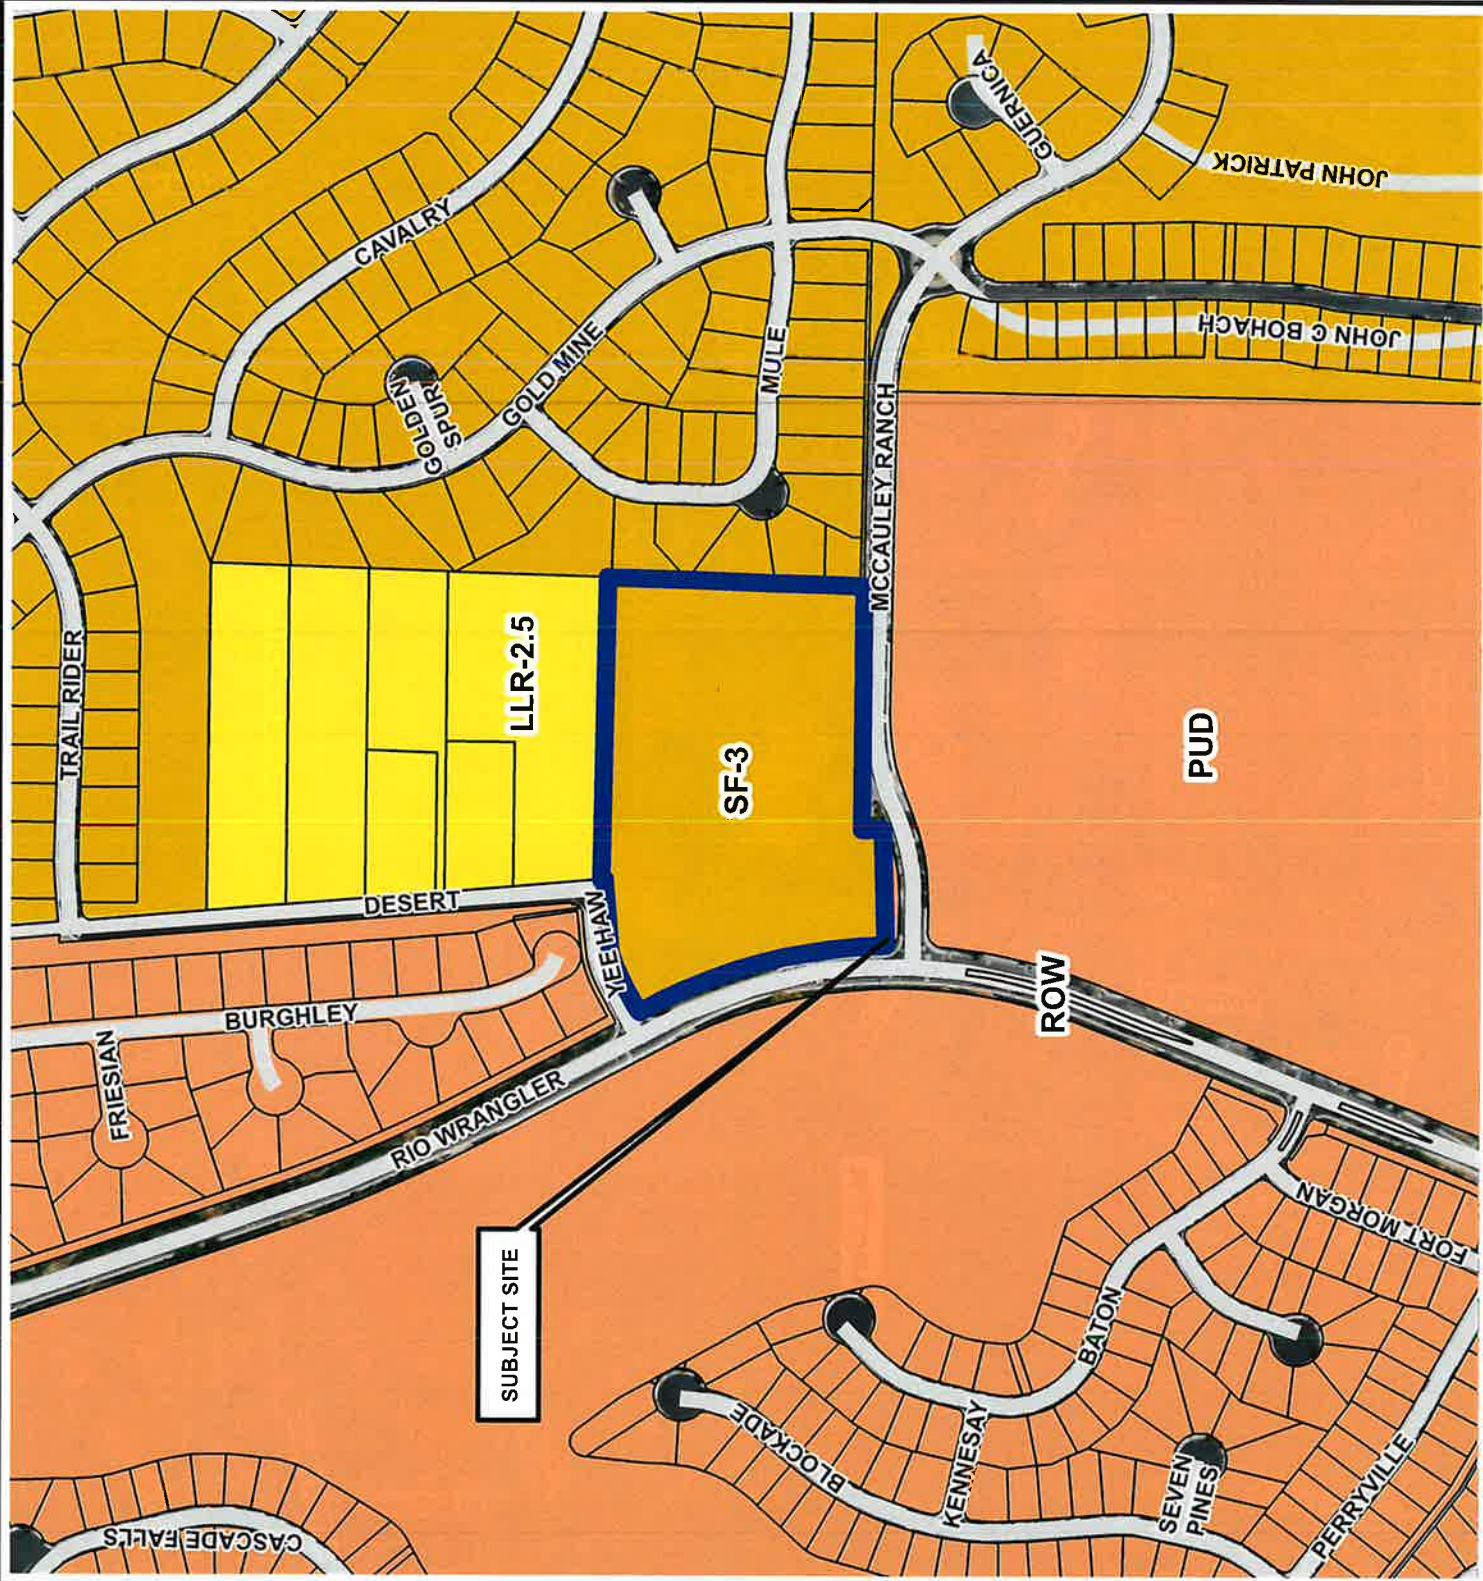 GUERNICA
JOHN PATRICK
CAVALRY
JOHN C BOHACH
MULE
GOLD MINE
GOLDEN
SPUR
MCCAULEY RANCH
TRAIL RIDER
LLR-2.5
SF-3
PUD
DESERT
YEEHAW
BURGHLEY
ROW
FRIESIAN
RIO WRANGLER
SUBJECT SITE
FORT MORGAN
BATON
BLOCKADE
KENNESAY
SEVEN
PINES
PERRYVILLE
CASCADE FALLS